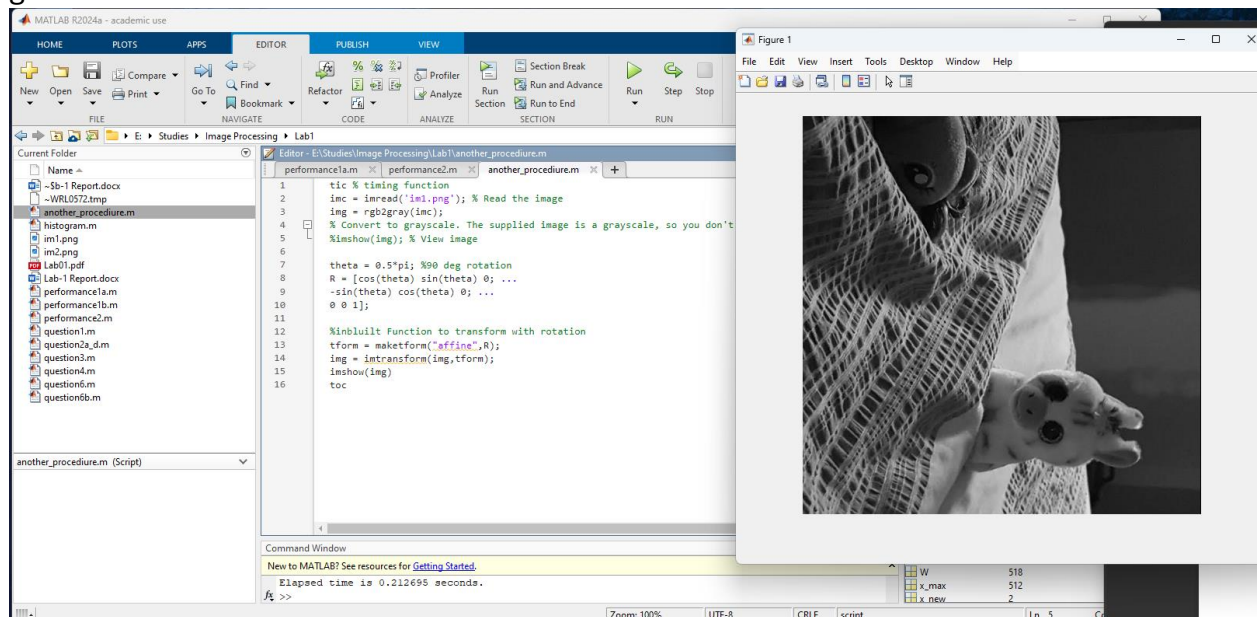 MATLAB R2024a - academic use
HOME PLOTS APPS EDITOR PUBLISH VIEW
New Open Save Compare Print Go To Find Bookmark Refactor Profiler Analyze Run Section Section Break Run and Advance Run to End Run Step Stop
FILE NAVIGATE CODE ANALYZE SECTION RUN
E: Studies Image Processing Lab1
Current Folder
Name
~$b-1 Report.docx
~WRL0572.tmp
another_procediure.m
histogram.m
im1.png
im2.png
Lab01.pdf
Lab-1 Report.docx
performance1a.m
performance1b.m
performance2.m
question1.m
question2a_d.m
question3.m
question4.m
question6.m
question6b.m
another_procediure.m (Script)
Editor - E:\Studies\Image Processing\Lab1\another_procediure.m
performance1a.m performance2.m another_procediure.m
1 tic % timing function
2 imc = imread('im1.png'); % Read the image
3 img = rgb2gray(imc);
4 % Convert to grayscale. The supplied image is a grayscale, so you don't
5 %imshow(img); % View image
6
7 theta = 0.5*pi; %90 deg rotation
8 R = [cos(theta) sin(theta) 0; ...
9 -sin(theta) cos(theta) 0; ...
10 0 0 1];
11
12 %inbluilt Function to transform with rotation
13 tform = maketform("affine",R);
14 img = imtransform(img,tform);
15 imshow(img)
16 toc
Command Window
New to MATLAB? See resources for Getting Started.
Elapsed time is 0.212695 seconds.
fx >>
Figure 1
File Edit View Insert Tools Desktop Window Help
W 518
x_max 512
x_new 2
Zoom: 100% UTF-8 CRLF script Ln 5